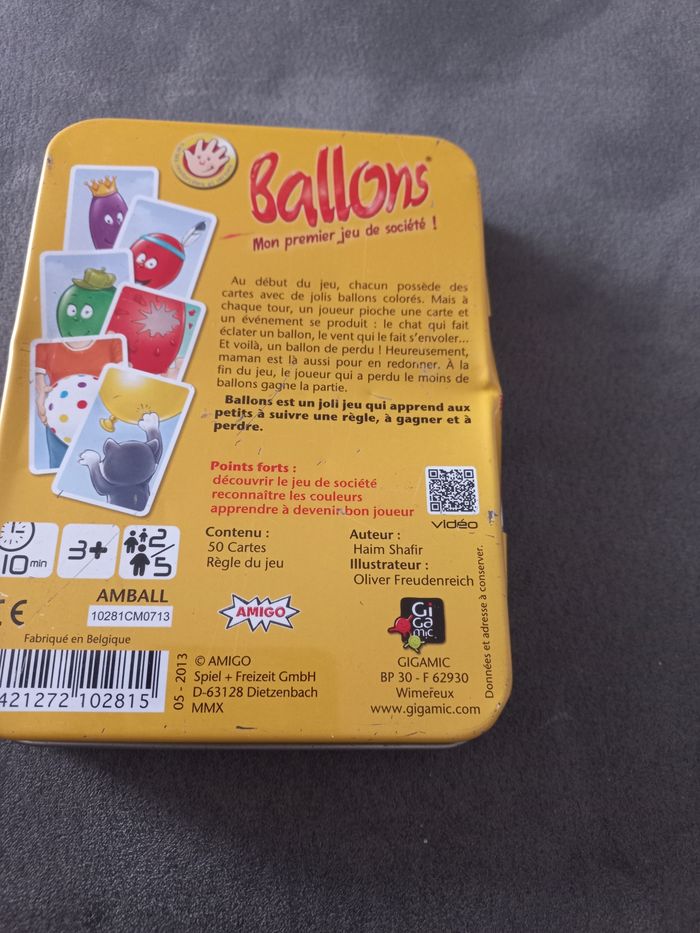 Ballons
Mon premier jeu de société !
Au début du jeu, chacun possède des
cartes avec de jolis ballons colorés. Mais à
chaque tour, un joueur pioche une carte et
un événement se produit : le chat qui fait
éclater un ballon, le vent qui le fait s'envoler...
Et voilà, un ballon de perdu ! Heureusement,
maman est là aussi pour en redonner. À la
fin du jeu, le joueur qui a perdu le moins de
ballons gagne la partie.
Ballons est un joli jeu qui apprend aux
petits à suivre une règle, à gagner et à
perdre.
Points forts :
découvrir le jeu de société
reconnaître les couleurs
apprendre à devenir bon joueur
vidéo
10 min
3+
2/5
Contenu :
50 Cartes
Règle du jeu
Auteur :
Haim Shafir
Illustrateur :
Oliver Freudenreich
AMBALL
10281CM0713
CE
Fabriqué en Belgique
421272 102815
05 - 2013
AMIGO
© AMIGO
Spiel + Freizeit GmbH
D-63128 Dietzenbach
MMX
GiGaMiC
GIGAMIC
BP 30 - F 62930
Wimereux
www.gigamic.com
Données et adresse à conserver.